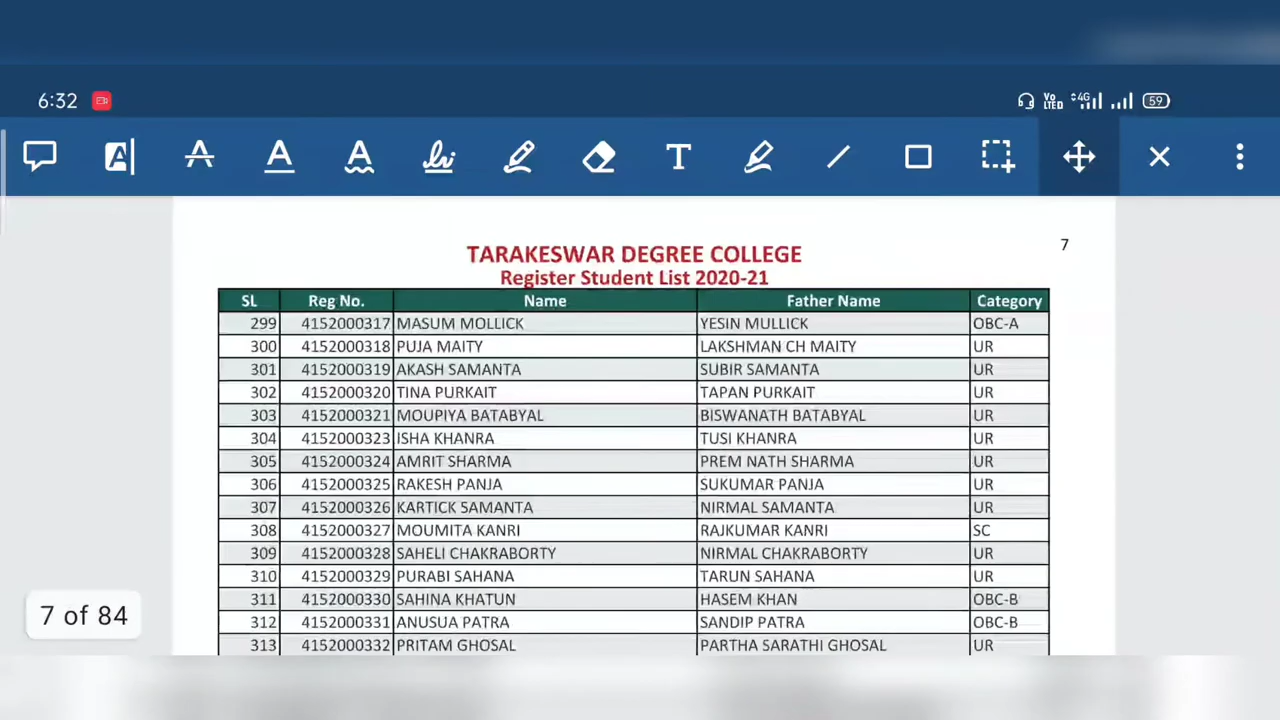 6:32 Vo LTED 4G 59
A A A A T
7
TARAKESWAR DEGREE COLLEGE
Register Student List 2020-21
SL Reg No. Name Father Name Category
299 4152000317 MASUM MOLLICK YESIN MULLICK OBC-A
300 4152000318 PUJA MAITY LAKSHMAN CH MAITY UR
301 4152000319 AKASH SAMANTA SUBIR SAMANTA UR
302 4152000320 TINA PURKAIT TAPAN PURKAIT UR
303 4152000321 MOUPIYA BATABYAL BISWANATH BATABYAL UR
304 4152000323 ISHA KHANRA TUSI KHANRA UR
305 4152000324 AMRIT SHARMA PREM NATH SHARMA UR
306 4152000325 RAKESH PANJA SUKUMAR PANJA UR
307 4152000326 KARTICK SAMANTA NIRMAL SAMANTA UR
308 4152000327 MOUMITA KANRI RAJKUMAR KANRI SC
309 4152000328 SAHELI CHAKRABORTY NIRMAL CHAKRABORTY UR
310 4152000329 PURABI SAHANA TARUN SAHANA UR
311 4152000330 SAHINA KHATUN HASEM KHAN OBC-B
312 4152000331 ANUSUA PATRA SANDIP PATRA OBC-B
313 4152000332 PRITAM GHOSAL PARTHA SARATHI GHOSAL UR
7 of 84